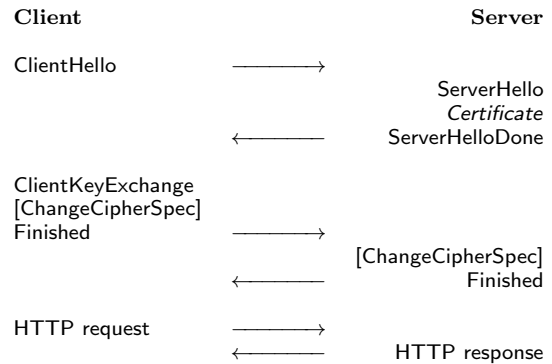 Client Server
ClientHello
ServerHello
Certificate
ServerHelloDone
ClientKeyExchange
[ChangeCipherSpec]
Finished
[ChangeCipherSpec]
Finished
HTTP request
HTTP response